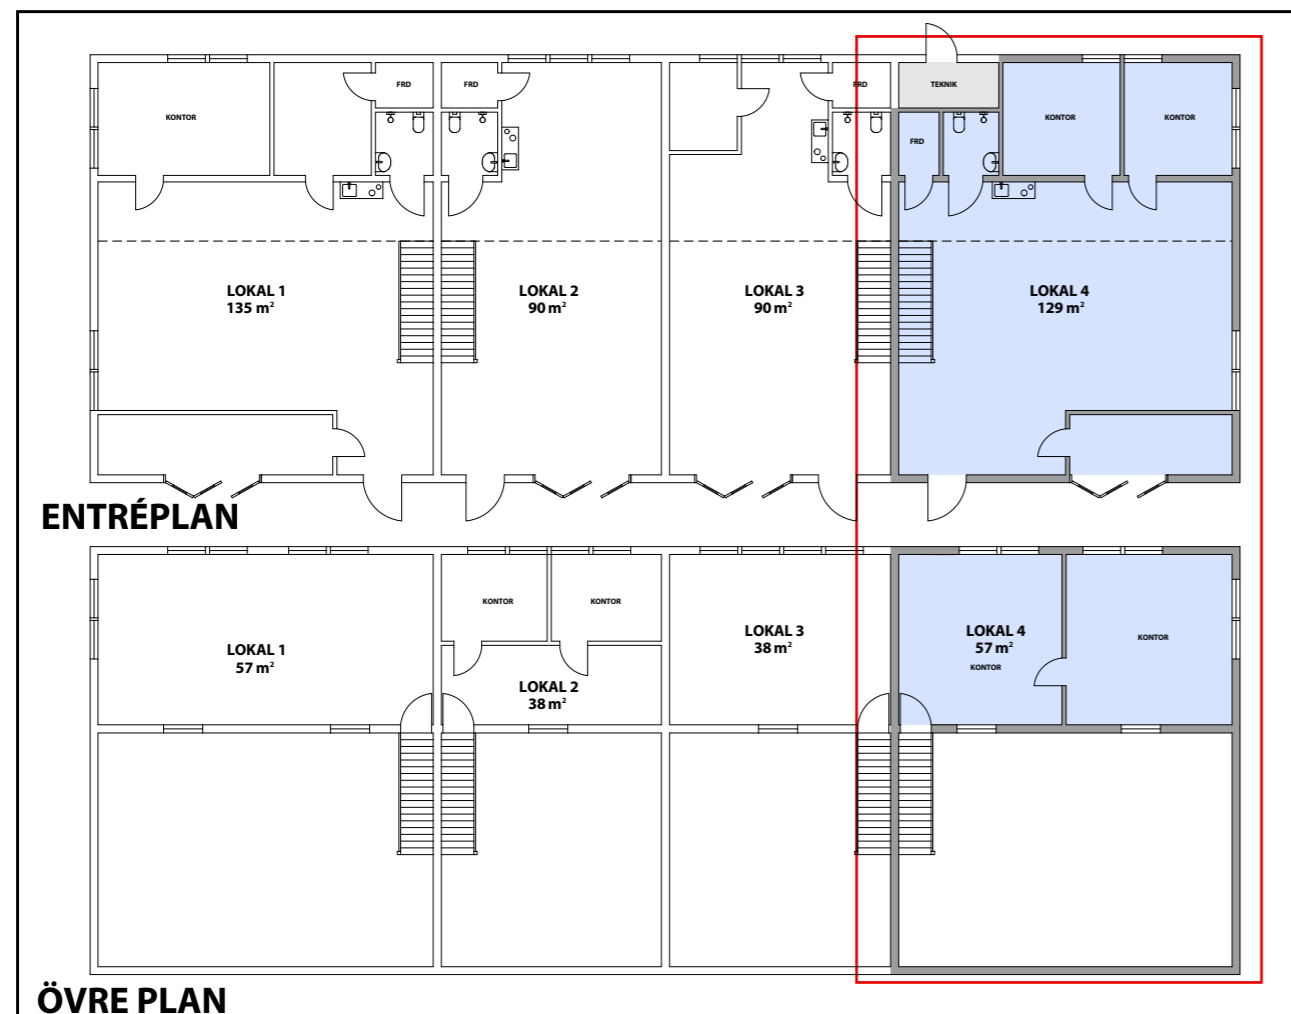 FRD
FRD
FRD
TEKNIK
KONTOR
KONTOR
KONTOR
FRD
LOKAL 1
135 m²
LOKAL 2
90 m²
LOKAL 3
90 m²
LOKAL 4
129 m²
ENTRÉPLAN
KONTOR
KONTOR
LOKAL 1
57 m²
LOKAL 2
38 m²
LOKAL 3
38 m²
LOKAL 4
57 m²
KONTOR
KONTOR
ÖVRE PLAN